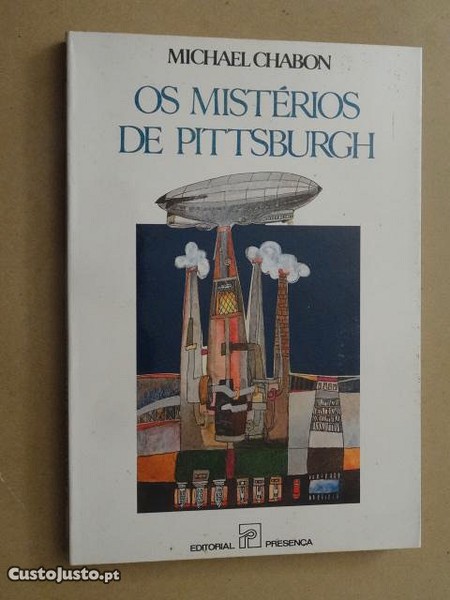 MICHAEL CHABON
OS MISTÉRIOS
DE PITTSBURGH
EDITORIAL PRESENÇA
CustoJusto.pt